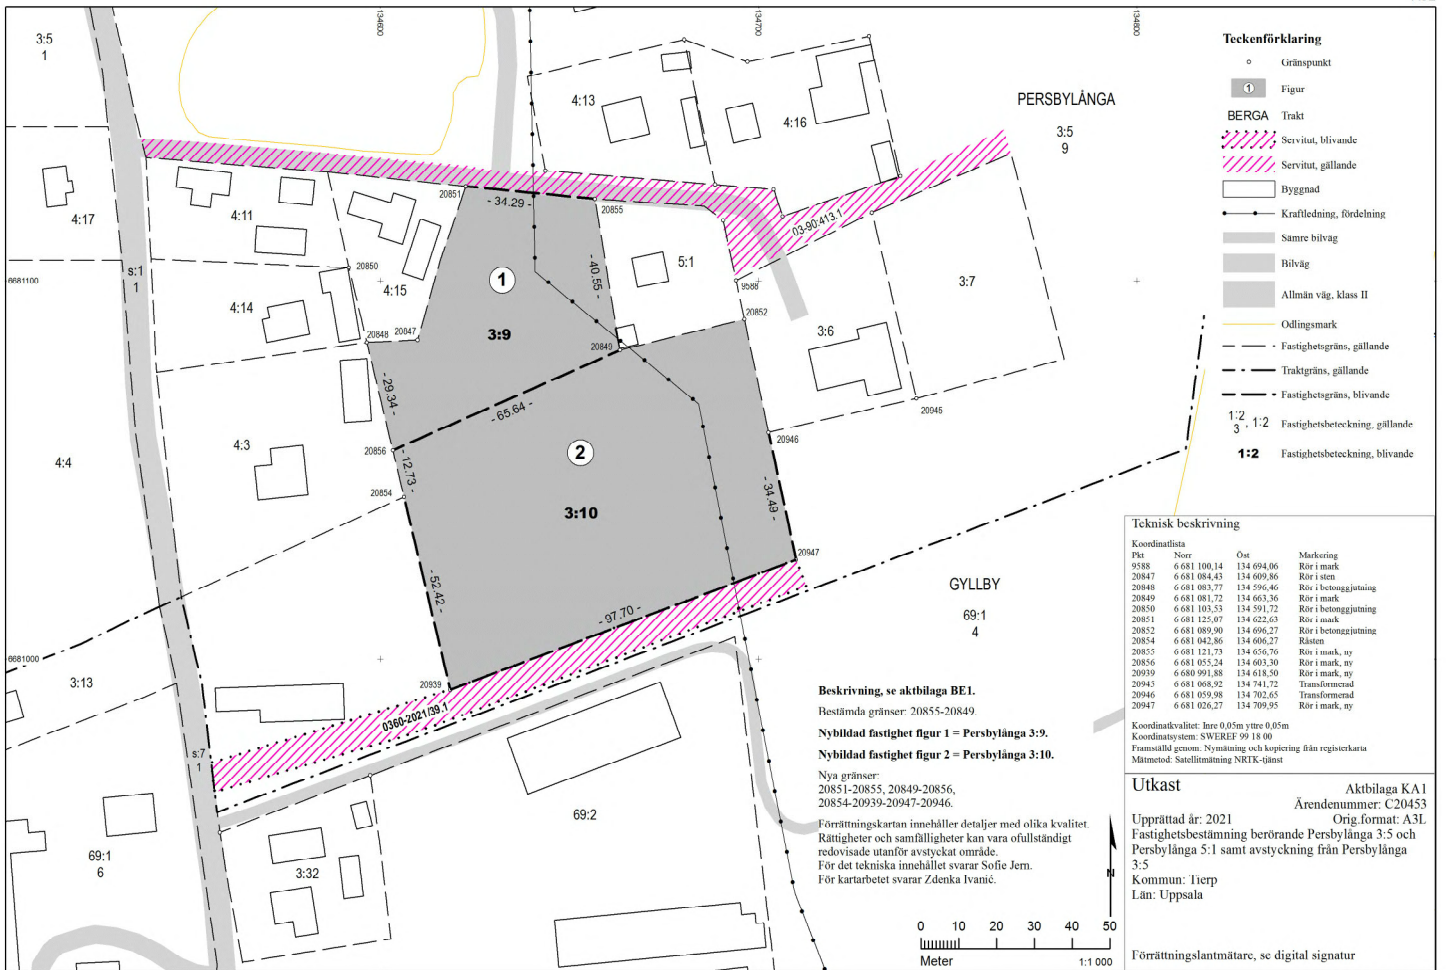 134600
134700
134800
3:5
1
4:13
4:16
PERSBYLÅNGA
3:5
9
4:17
4:11
20851
- 34.29 -
20855
03-90:413.1
s:1
1
20850
4:15
1
- 40.55 -
5:1
9588
3:7
6681100
4:14
20848
20847
3:9
20849
20852
3:6
- 29.34 -
- 65.64 -
20945
20946
4:4
4:3
20856
- 12.73 -
20854
2
3:10
- 34.49 -
20947
- 52.42 -
- 97.70 -
GYLLBY
69:1
4
6681000
3:13
20939
0360-2021/39.1
s:7
1
69:2
69:1
6
3:32
Teckenförklaring
Gränspunkt
1 Figur
BERGA Trakt
Servitut, blivande
Servitut, gällande
Byggnad
Kraftledning, fördelning
Sämre bilväg
Bilväg
Allmän väg, klass II
Odlingsmark
Fastighetsgräns, gällande
Traktgräns, gällande
Fastighetsgräns, blivande
1:2
3 , 1:2 Fastighetsbeteckning, gällande
1:2 Fastighetsbeteckning, blivande
Teknisk beskrivning
Koordinatlista
Pkt Norr Öst Markering
9588 6 681 100,14 134 694,06 Rör i mark
20847 6 681 084,43 134 609,86 Rör i sten
20848 6 681 083,77 134 596,46 Rör i betonggjutning
20849 6 681 081,72 134 663,36 Rör i mark
20850 6 681 103,53 134 591,72 Rör i betonggjutning
20851 6 681 125,07 134 622,63 Rör i mark
20852 6 681 089,90 134 696,27 Rör i betonggjutning
20854 6 681 042,86 134 606,27 Råsten
20855 6 681 121,73 134 656,76 Rör i mark, ny
20856 6 681 055,24 134 603,30 Rör i mark, ny
20939 6 680 991,88 134 618,50 Rör i mark, ny
20945 6 681 068,92 134 741,72 Transformerad
20946 6 681 059,98 134 702,65 Transformerad
20947 6 681 026,27 134 709,95 Rör i mark, ny
Koordinatkvalitet: Inre 0,05m yttre 0,05m
Koordinatsystem: SWEREF 99 18 00
Framställd genom: Nymätning och kopiering från registerkarta
Mätmetod: Satellitmätning NRTK-tjänst
Beskrivning, se aktbilaga BE1.
Bestämda gränser: 20855-20849.
Nybildad fastighet figur 1 = Persbylånga 3:9.
Nybildad fastighet figur 2 = Persbylånga 3:10.
Nya gränser:
20851-20855, 20849-20856,
20854-20939-20947-20946.
Förrättningskartan innehåller detaljer med olika kvalitet.
Rättigheter och samfälligheter kan vara ofullständigt
redovisade utanför avstyckat område.
För det tekniska innehållet svarar Sofie Jern.
För kartarbetet svarar Zdenka Ivanić.
N
0 10 20 30 40 50
Meter 1:1 000
Utkast Aktbilaga KA1
Ärendenummer: C20453
Upprättad år: 2021 Orig.format: A3L
Fastighetsbestämning berörande Persbylånga 3:5 och
Persbylånga 5:1 samt avstyckning från Persbylånga
3:5
Kommun: Tierp
Län: Uppsala
Förrättningslantmätare, se digital signatur